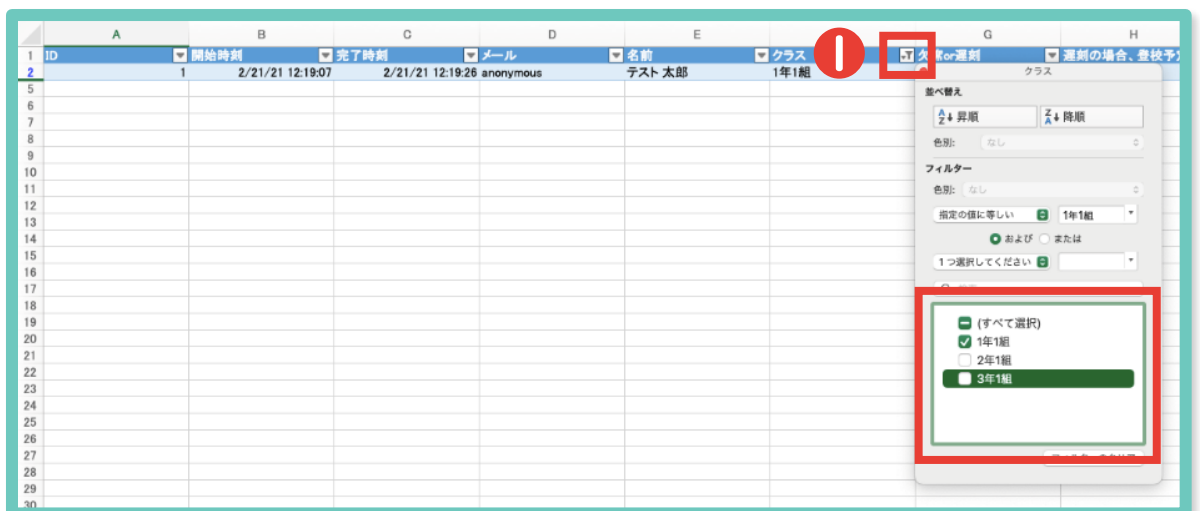 A B C D E G H
1 ID 開始時刻 完了時刻 メール 名前 クラス 欠席or遅刻 遅刻の場合、登校予
2 1 2/21/21 12:19:07 2/21/21 12:19:26 anonymous テスト 太郎 1年1組
クラス
5
並べ替え
6
7
昇順 降順
8
色別: なし
9
10
フィルター
11
色別: なし
12
指定の値に等しい 1年1組
13
14
および または
15
1つ選択してください
16
17
18
19
(すべて選択)
20
1年1組
21
2年1組
22
3年1組
23
24
25
26
27
28
29
30